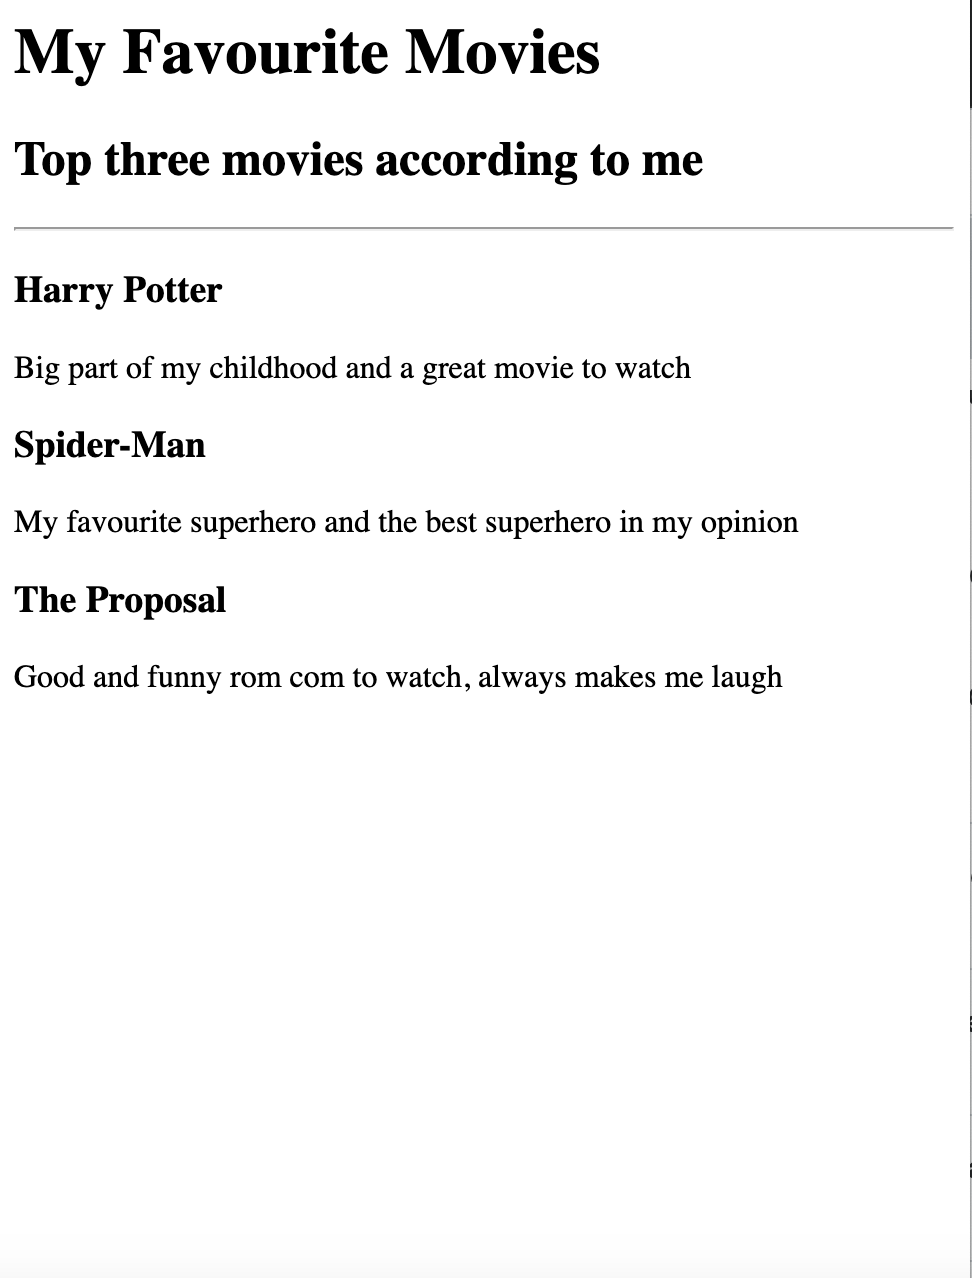 My Favourite Movies
Top three movies according to me
Harry Potter
Big part of my childhood and a great movie to watch
Spider-Man
My favourite superhero and the best superhero in my opinion
The Proposal
Good and funny rom com to watch, always makes me laugh